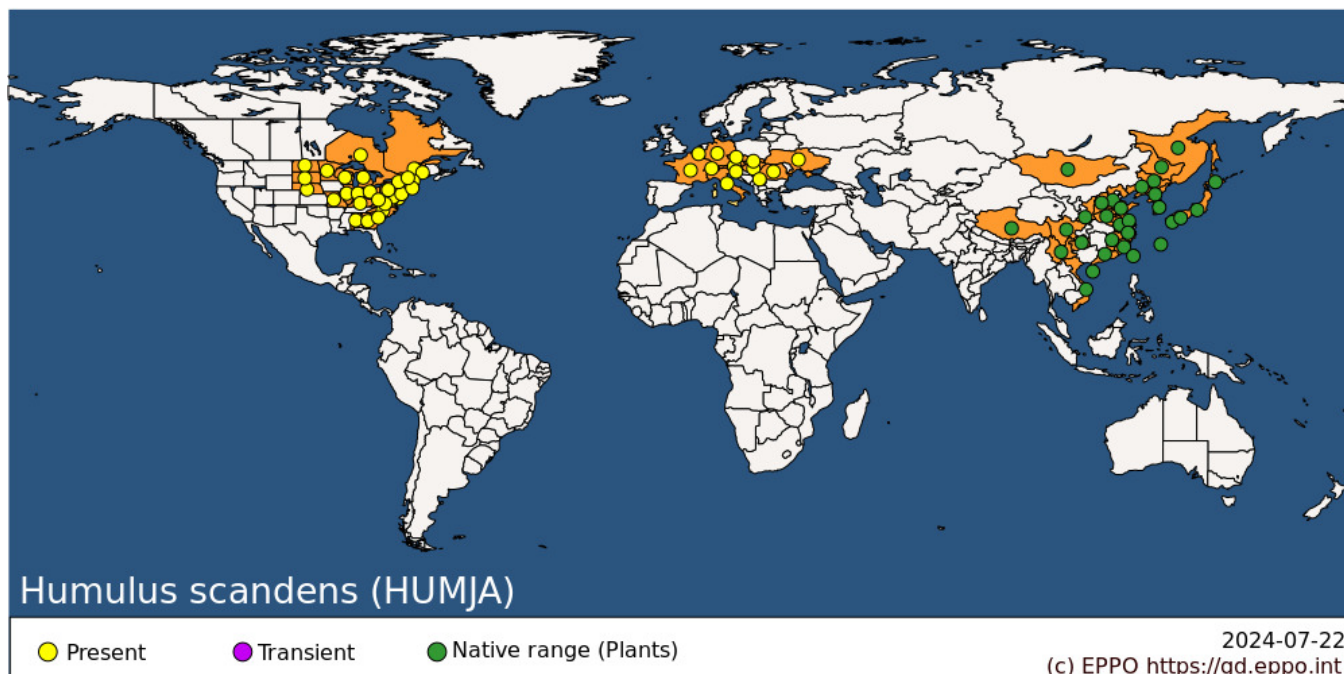 Humulus scandens (HUMJA)
Present
Transient
Native range (Plants)
2024-07-22
(c) EPPO https://gd.eppo.int